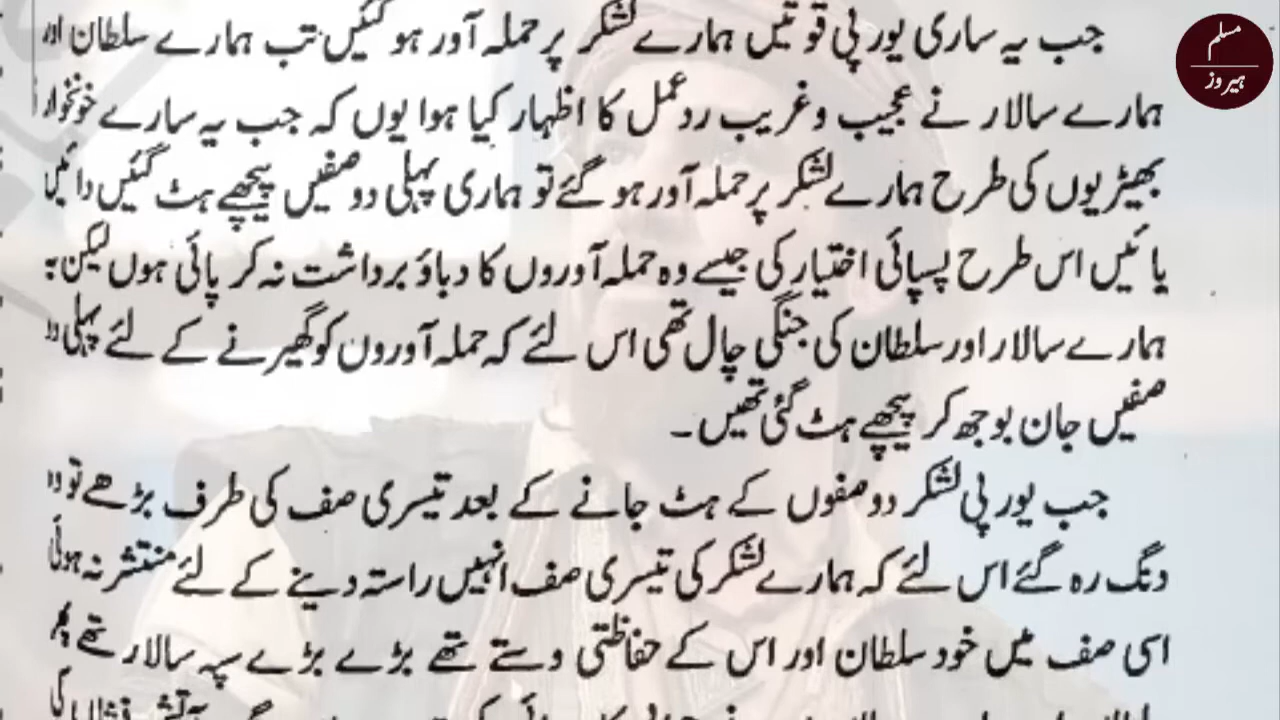 مسلم
ہیروز
جب یہ ساری یورپی قوتیں ہمارے لشکر پر حملہ آور ہو گئیں تب ہمارے سلطان اور
ہمارے سالار نے عجیب و غریب ردعمل کا اظہار کیا ہوا یوں کہ جب یہ سارے خونخوار
بھیڑیوں کی طرح ہمارے لشکر پر حملہ آور ہو گئے تو ہماری پہلی دو صفیں پیچھے ہٹ گئیں دائیں
بائیں اس طرح پسپائی اختیار کی جیسے وہ حملہ آوروں کا دباؤ برداشت نہ کر پائی ہوں لیکن یہ
ہمارے سالار اور سلطان کی جنگی چال تھی اس لئے کہ حملہ آوروں کو گھیرنے کے لئے پہلی دو
صفیں جان بوجھ کر پیچھے ہٹ گئی تھیں۔
جب یورپی لشکر دو صفوں کے ہٹ جانے کے بعد تیسری صف کی طرف بڑھے تو وہ
دنگ رہ گئے اس لئے کہ ہمارے لشکر کی تیسری صف انہیں راستہ دینے کے لئے منتشر نہ ہوئی
اسی صف میں خود سلطان اور اس کے حفاظتی دستے تھے بڑے بڑے سپہ سالار تھے